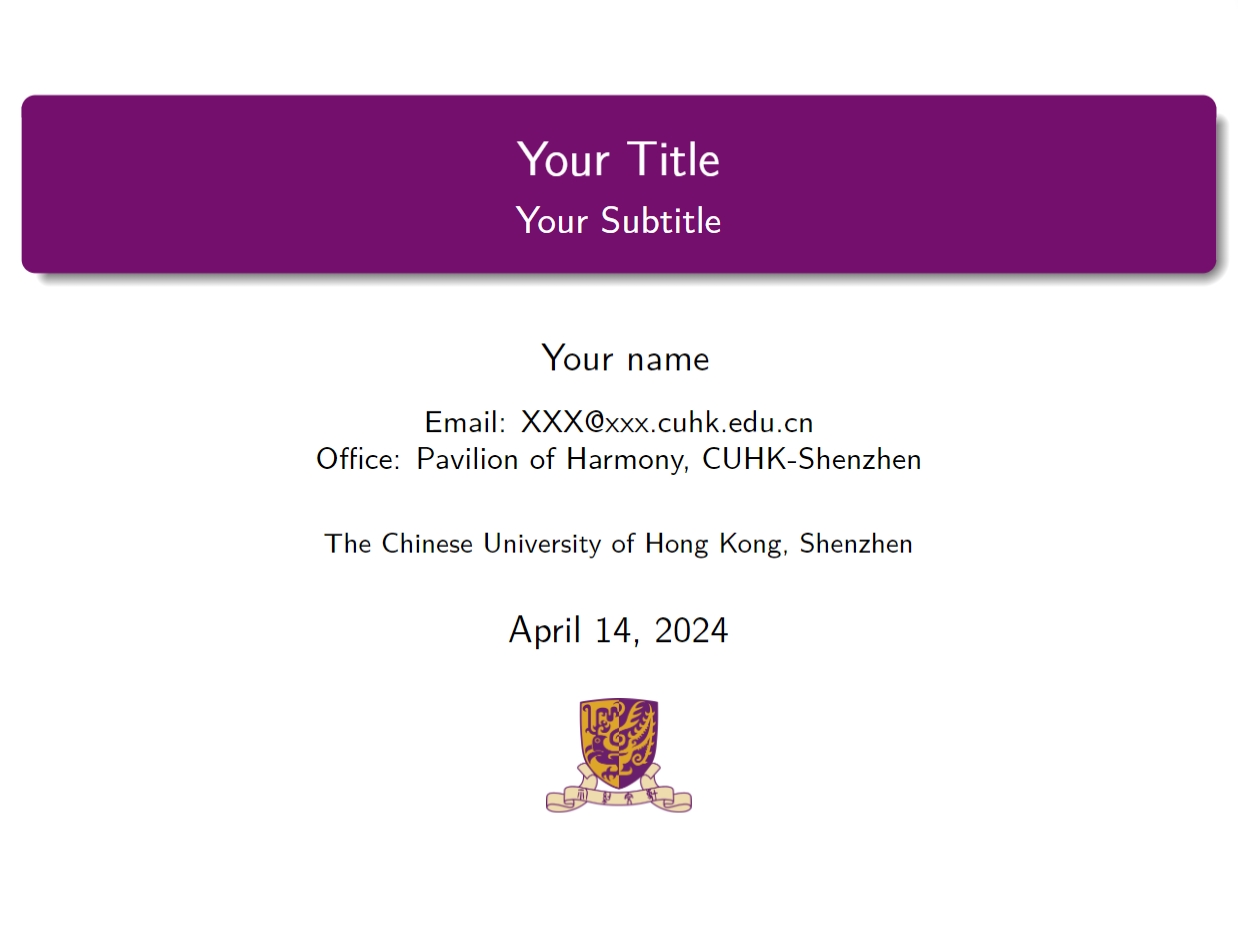 Your Title
Your Subtitle
Your name
Email: XXX@xxx.cuhk.edu.cn
Office: Pavilion of Harmony, CUHK-Shenzhen
The Chinese University of Hong Kong, Shenzhen
April 14, 2024